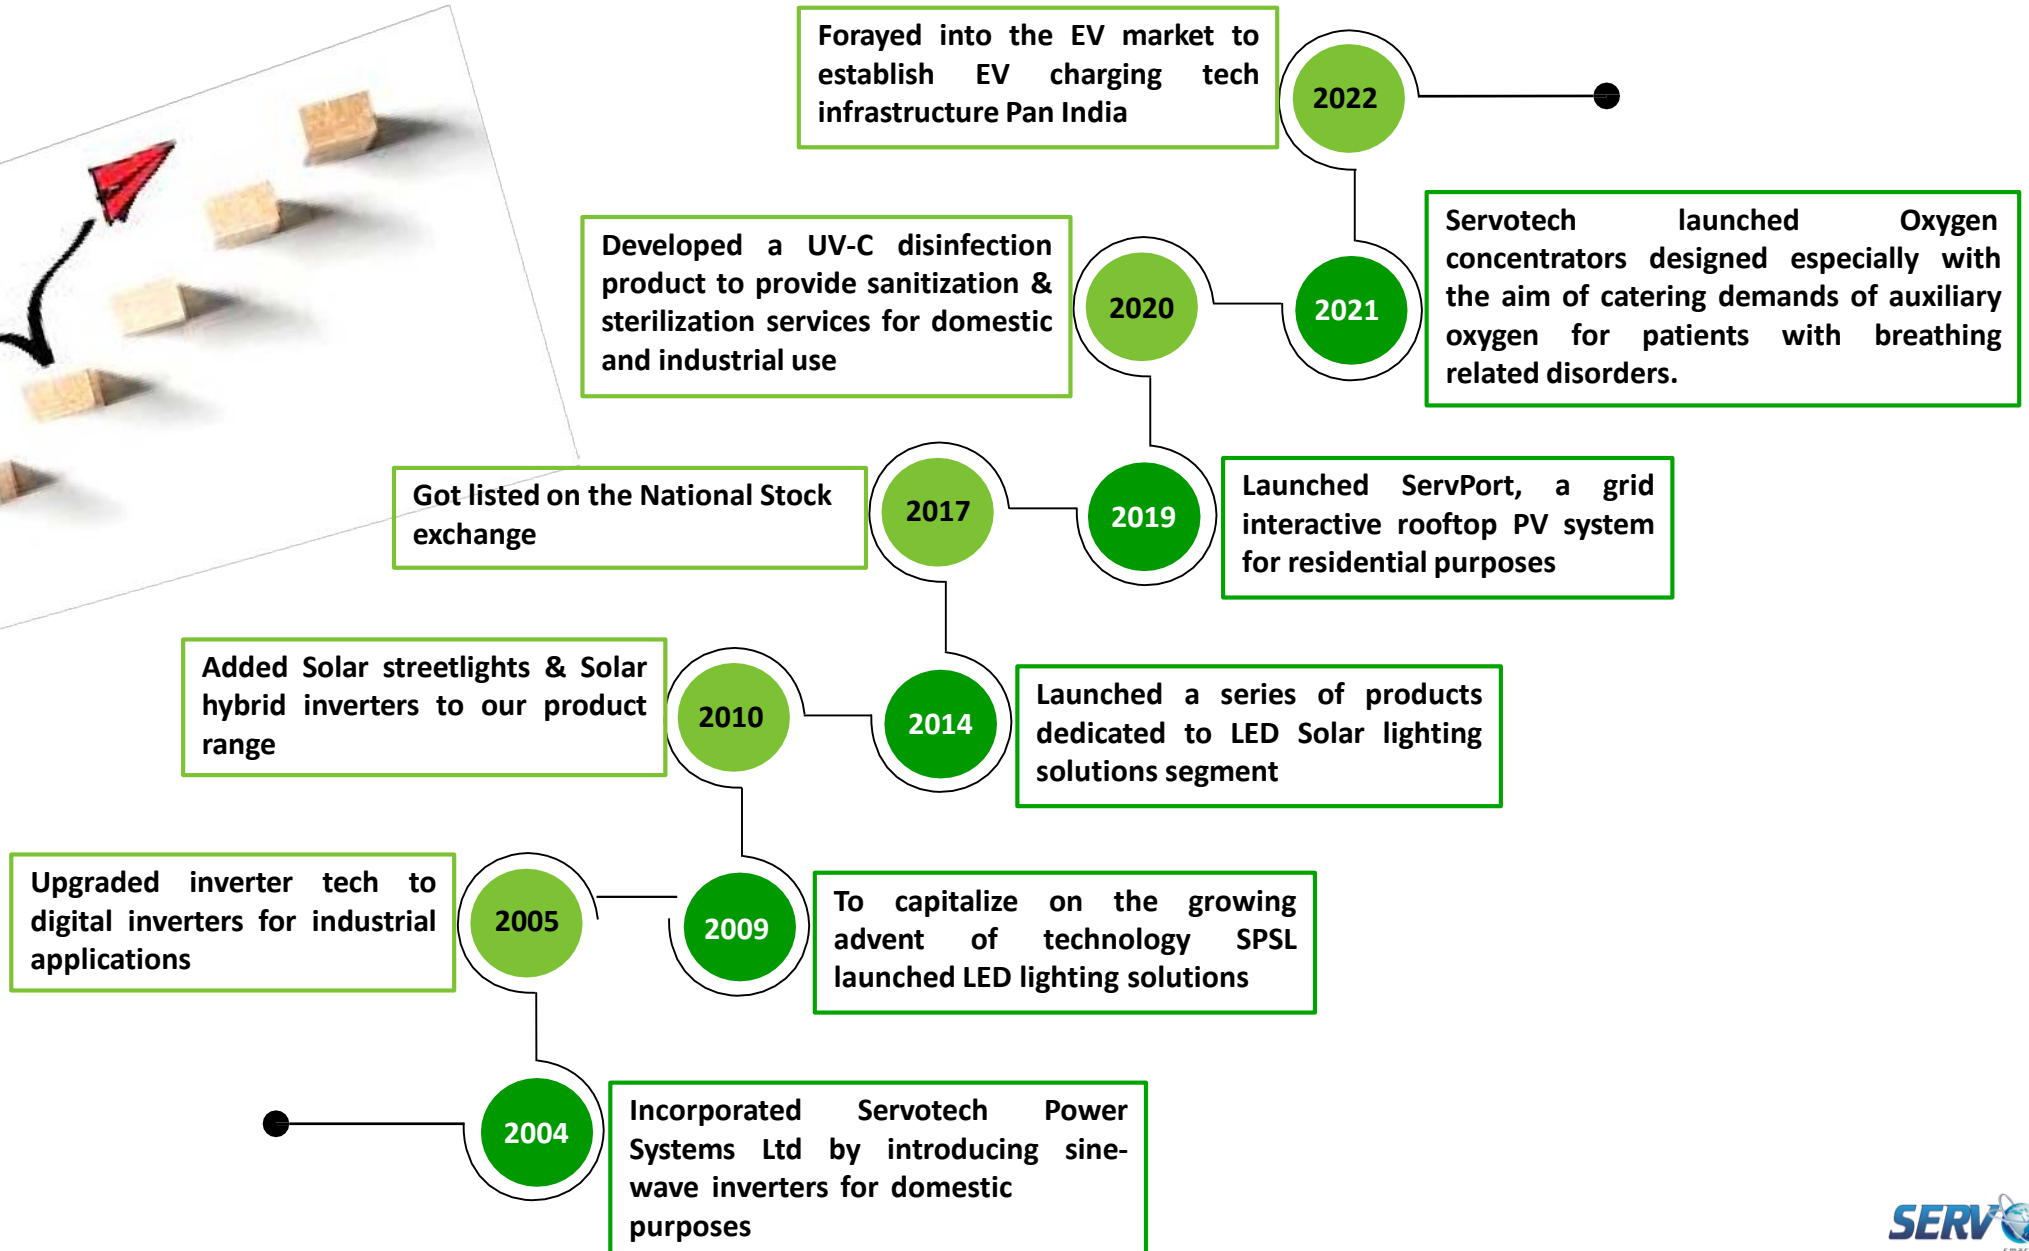 Forayed into the EV market to
establish EV charging tech
infrastructure Pan India
2022
Servotech launched Oxygen
concentrators designed especially with
the aim of catering demands of auxiliary
oxygen for patients with breathing
related disorders.
2021
Developed a UV-C disinfection
product to provide sanitization &
sterilization services for domestic
and industrial use
2020
Launched ServPort, a grid
interactive rooftop PV system
for residential purposes
2019
Got listed on the National Stock
exchange
2017
Launched a series of products
dedicated to LED Solar lighting
solutions segment
2014
Added Solar streetlights & Solar
hybrid inverters to our product
range
2010
To capitalize on the growing
advent of technology SPSL
launched LED lighting solutions
2009
Upgraded inverter tech to
digital inverters for industrial
applications
2005
Incorporated Servotech Power
Systems Ltd by introducing sine-
wave inverters for domestic
purposes
2004
SERV